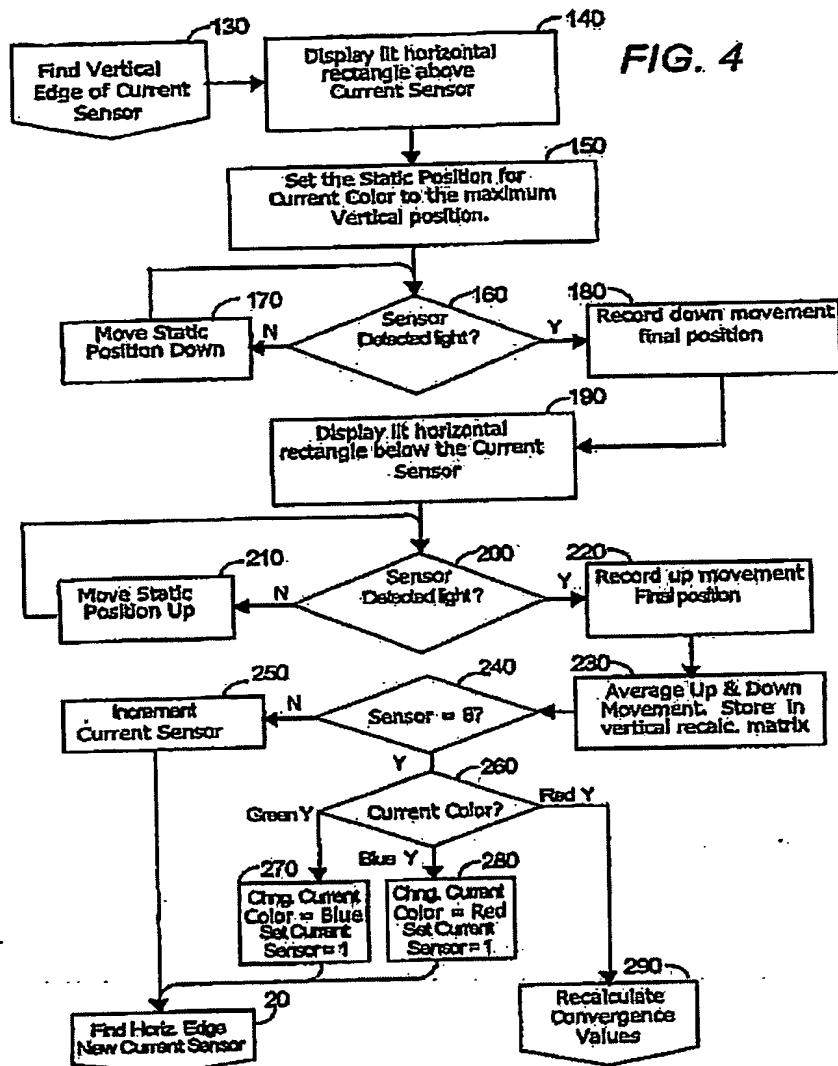 130
Find Vertical
Edge of Current
Sensor
140
Display lit horizontal
rectangle above
Current Sensor
FIG. 4
150
Set the Static Position for
Current Color to the maximum
Vertical position.
170
Move Static
Position Down
N
160
Sensor
Detected light?
Y
180
Record down movement
final position
190
Display lit horizontal
rectangle below the Current
Sensor
210
Move Static
Position Up
N
200
Sensor
Detected light?
Y
220
Record up movement
Final position
230
Average Up & Down
Movement. Store in
vertical recalc. matrix
240
Sensor = 8?
N
Y
250
Increment
Current Sensor
260
Current Color?
Green Y
Blue Y
Red Y
270
Chng. Current
Color = Blue
Set Current
Sensor = 1
280
Chng. Current
Color = Red
Set Current
Sensor = 1
20
Find Horiz. Edge
New Current Sensor
290
Recalculate
Convergence
Values